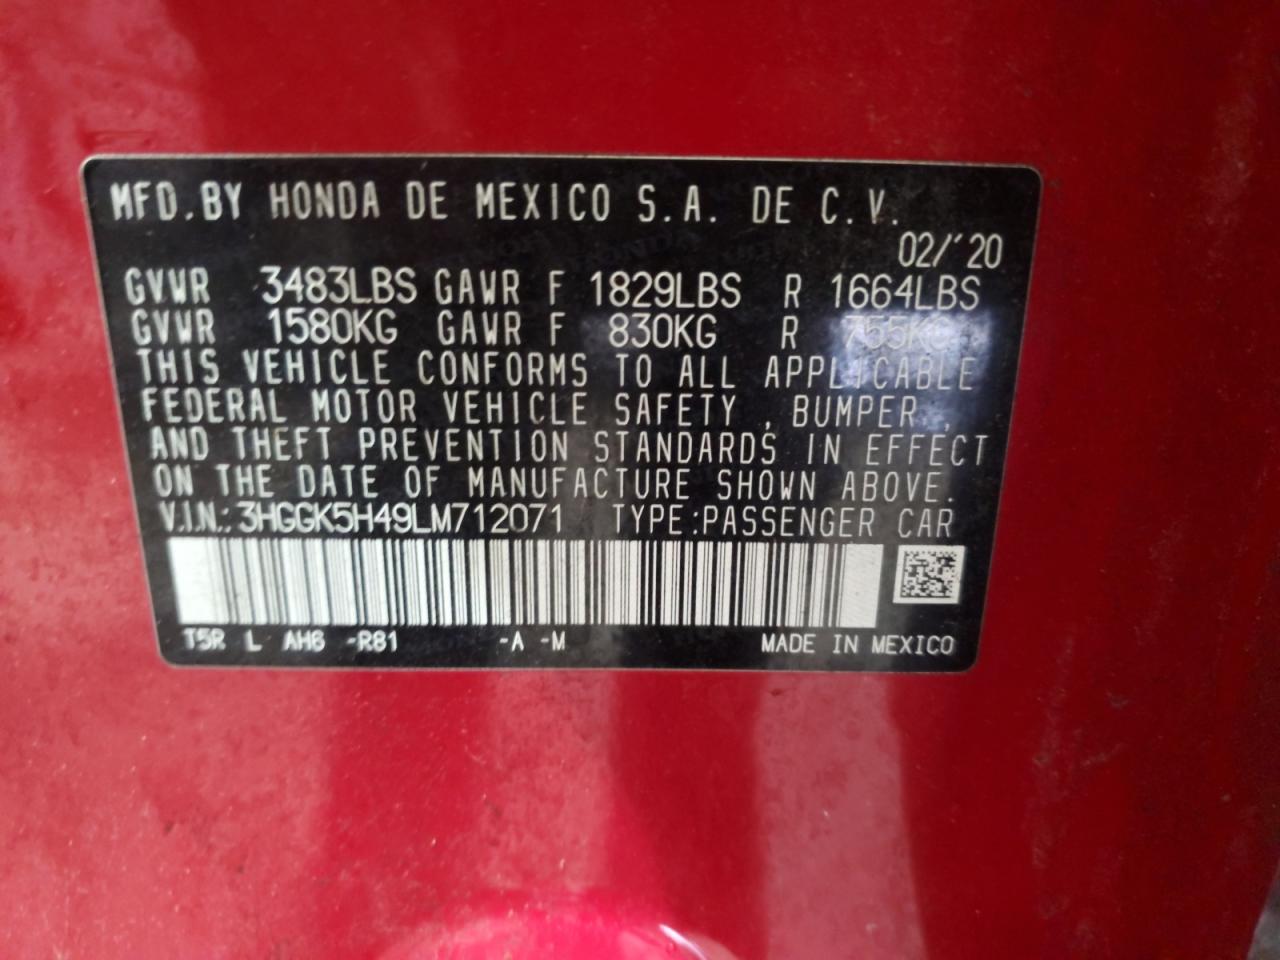 MFD.BY HONDA DE MEXICO S.A. DE C.V.
02/'20
GVWR 3483LBS GAWR F 1829LBS R 1664LBS
GVWR 1580KG GAWR F 830KG R 755KG
THIS VEHICLE CONFORMS TO ALL APPLICABLE
FEDERAL MOTOR VEHICLE SAFETY , BUMPER ,
AND THEFT PREVENTION STANDARDS IN EFFECT
ON THE DATE OF MANUFACTURE SHOWN ABOVE.
V.I.N.: 3HGGK5H49LM712071 TYPE:PASSENGER CAR
T5R L AH6 -R81 -A -M MADE IN MEXICO